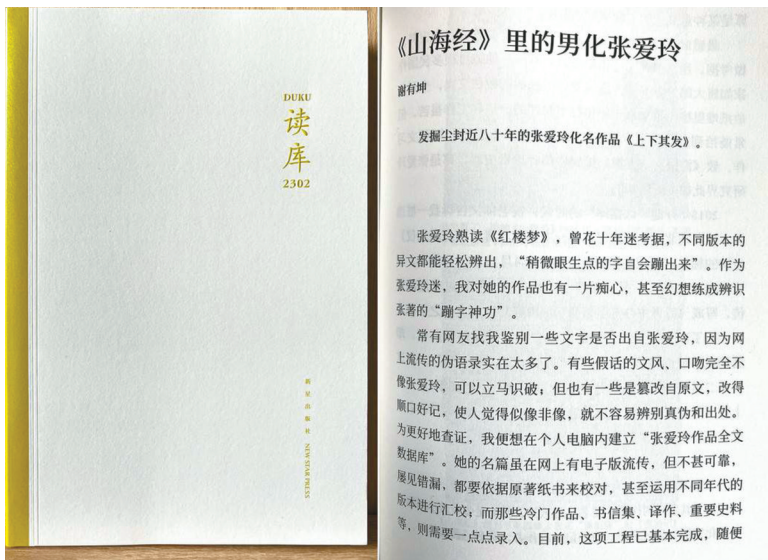 DUKU
读
库
2302
新星出版社 NEW STAR PRESS
《山海经》里的男化张爱玲
谢有坤
发掘尘封近八十年的张爱玲化名作品《上下其发》。
张爱玲熟读《红楼梦》，曾花十年迷考据，不同版本的
异文都能轻松辨出，“稍微眼生点的字自会蹦出来”。作为
张爱玲迷，我对她的作品也有一片痴心，甚至幻想练成辨识
张著的“蹦字神功”。
常有网友找我鉴别一些文字是否出自张爱玲，因为网
上流传的伪语录实在太多了。有些假话的文风、口吻完全不
像张爱玲，可以立马识破；但也有一些是篡改自原文，改得
顺口好记，使人觉得似像非像，就不容易辨别真伪和出处。
为更好地查证，我便想在个人电脑内建立“张爱玲作品全文
数据库”。她的名篇虽在网上有电子版流传，但不甚可靠，
屡见错漏，都要依据原著纸书来校对，甚至运用不同年代的
版本进行汇校；而那些冷门作品、书信集、译作、重要史料
等，则需要一点点录入。目前，这项工程已基本完成，随便